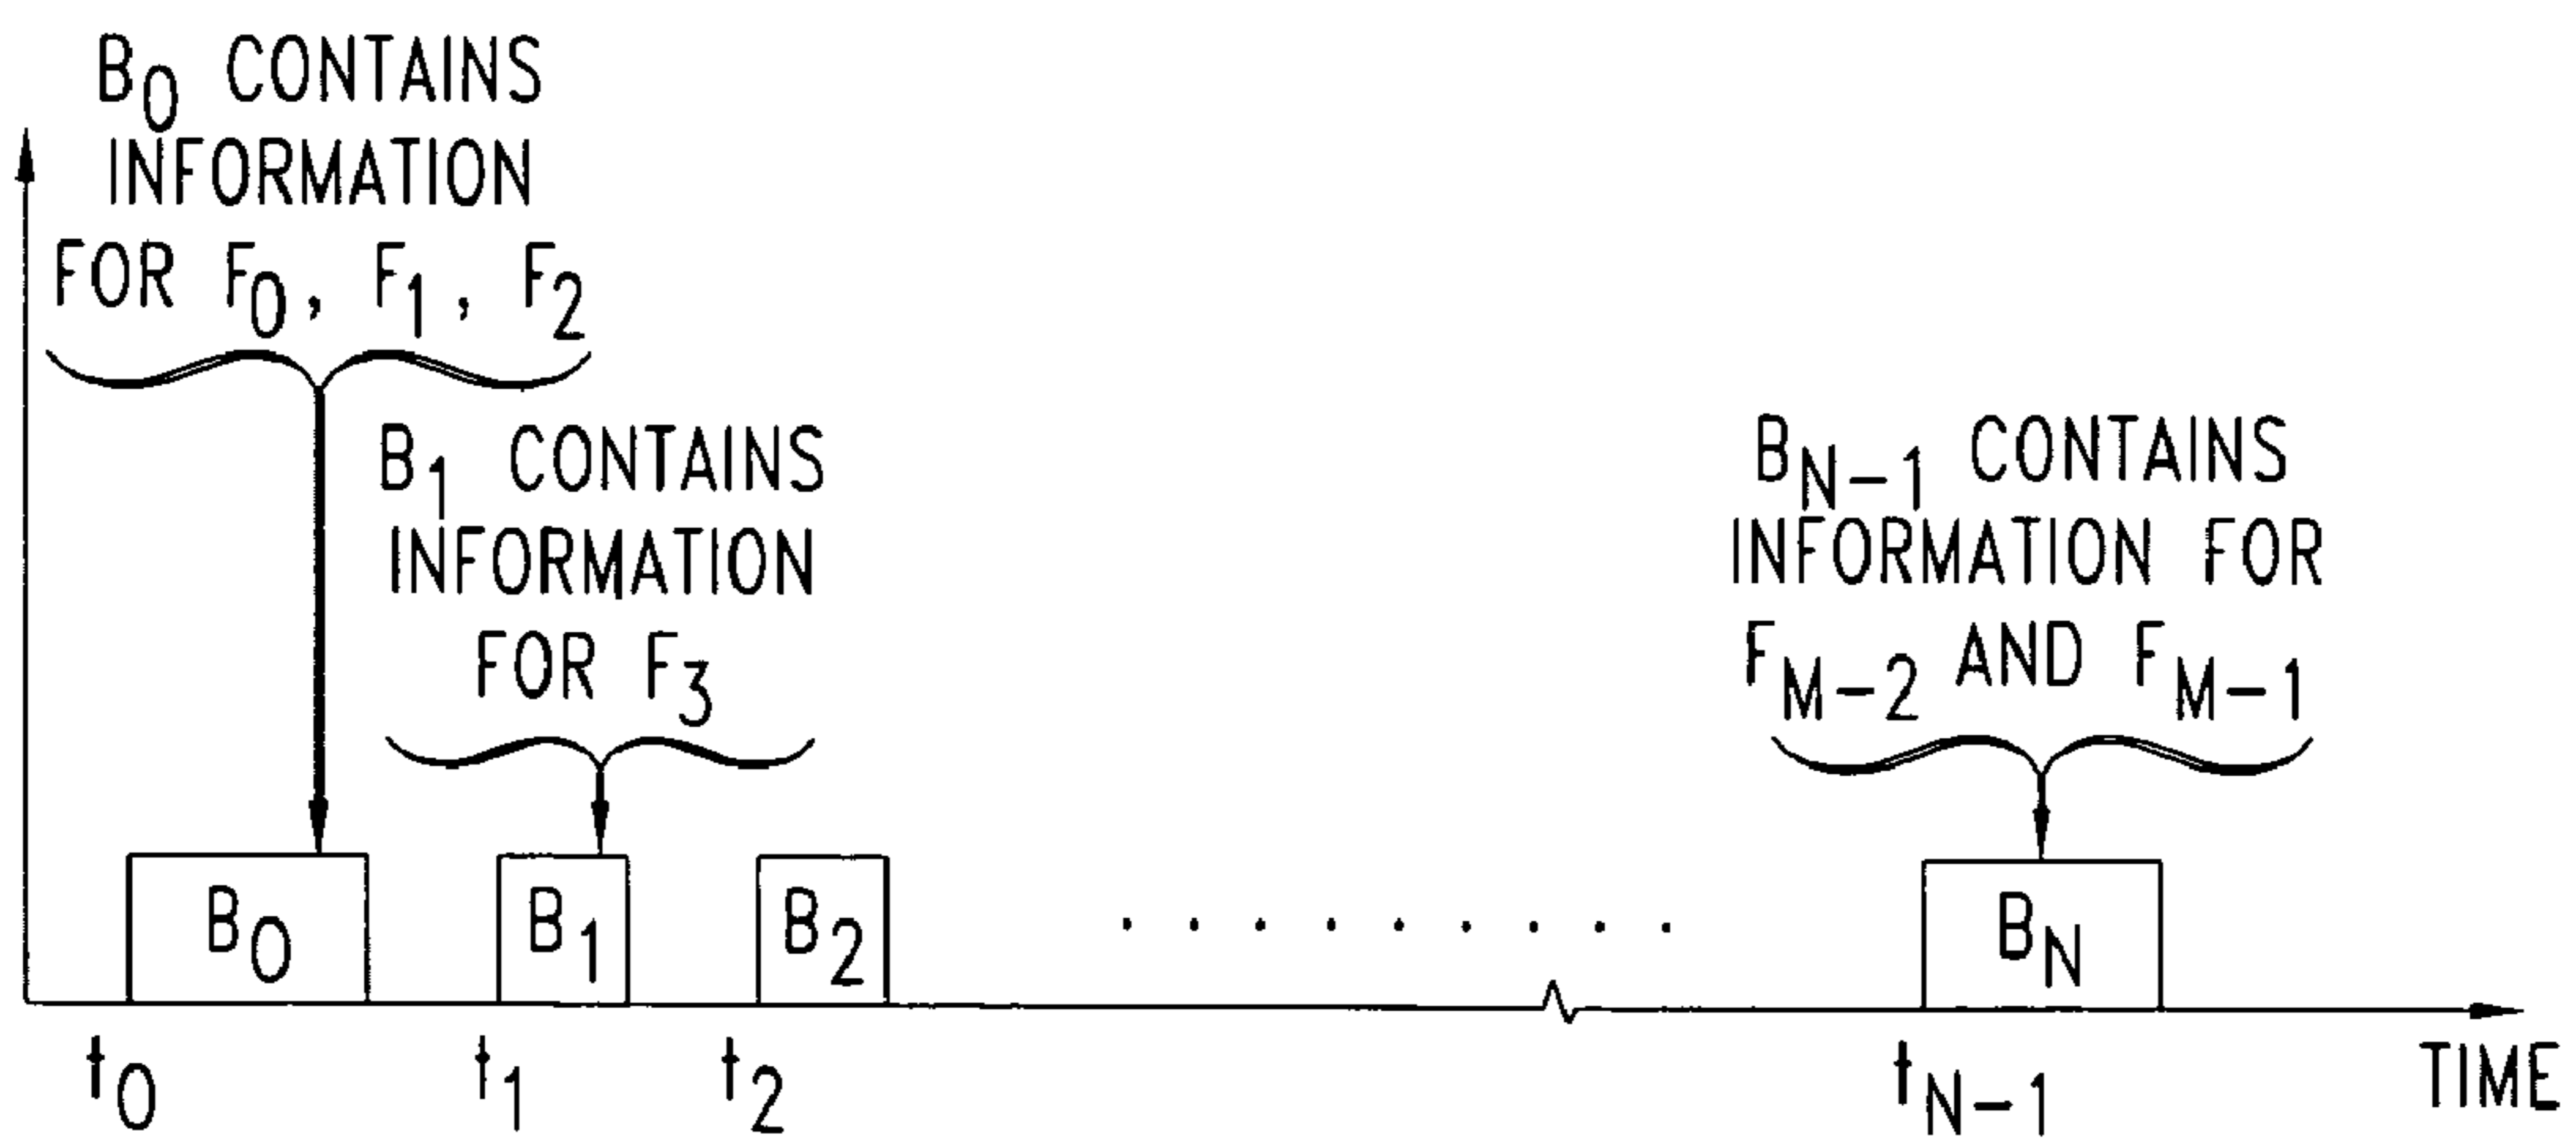 B0 CONTAINS
INFORMATION
FOR F0, F1, F2
B1 CONTAINS
INFORMATION
FOR F3
BN-1 CONTAINS
INFORMATION FOR
FM-2 AND FM-1
B0
B1
B2
BN
t0
t1
t2
tN-1
TIME